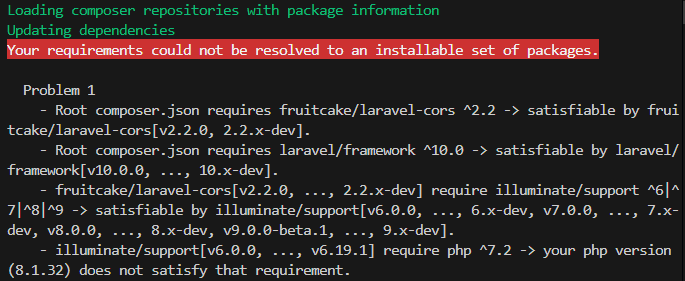 Loading composer repositories with package information
Updating dependencies
Your requirements could not be resolved to an installable set of packages.
Problem 1
- Root composer.json requires fruitcake/laravel-cors ^2.2 -> satisfiable by frui
tcake/laravel-cors[v2.2.0, 2.2.x-dev].
- Root composer.json requires laravel/framework ^10.0 -> satisfiable by laravel/
framework[v10.0.0, ..., 10.x-dev].
- fruitcake/laravel-cors[v2.2.0, ..., 2.2.x-dev] require illuminate/support ^6|^
7|^8|^9 -> satisfiable by illuminate/support[v6.0.0, ..., 6.x-dev, v7.0.0, ..., 7.x-
dev, v8.0.0, ..., 8.x-dev, v9.0.0-beta.1, ..., 9.x-dev].
- illuminate/support[v6.0.0, ..., v6.19.1] require php ^7.2 -> your php version
(8.1.32) does not satisfy that requirement.